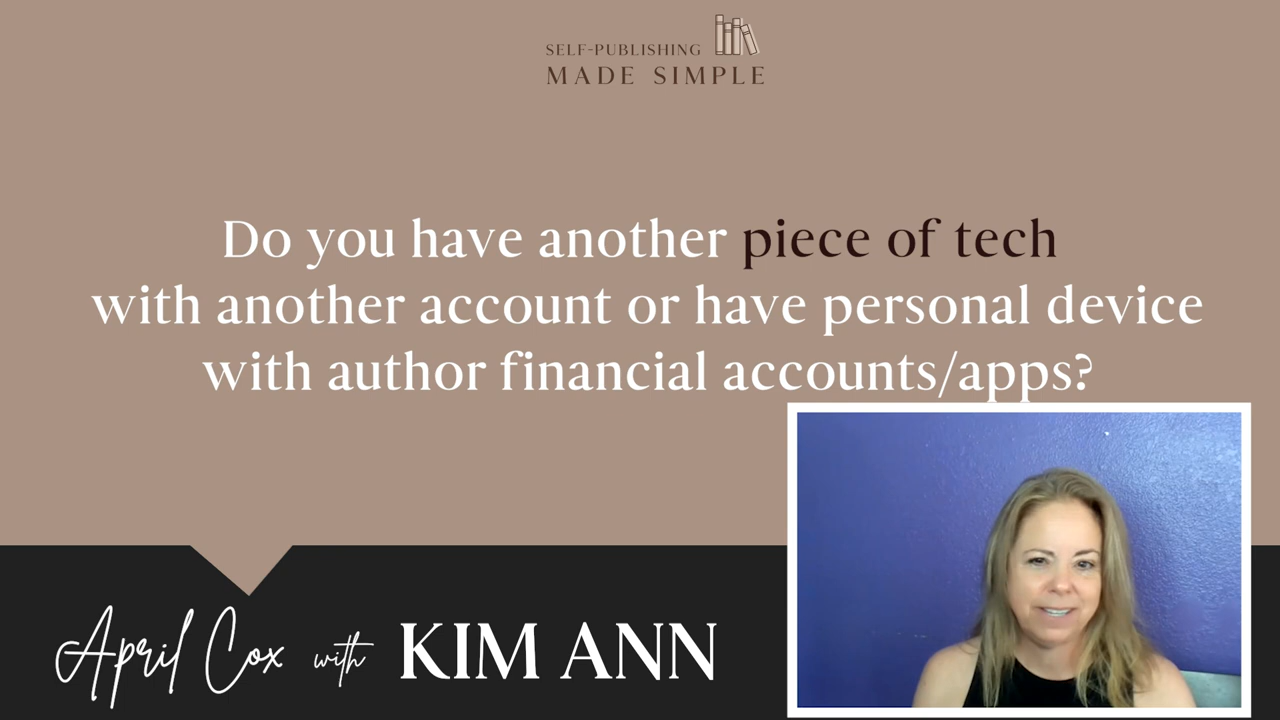 SELF-PUBLISHING
MADE SIMPLE
Do you have another piece of tech
with another account or have personal device
with author financial accounts/apps?
April Cox with KIM ANN